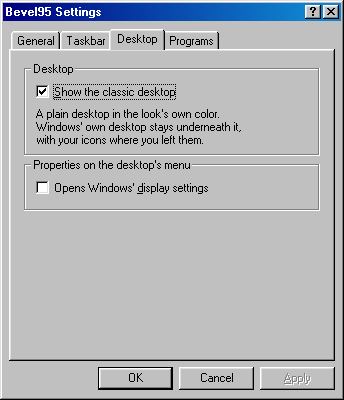 Bevel95 Settings
General Taskbar Desktop Programs
Desktop
Show the classic desktop
A plain desktop in the look's own color.
Windows' own desktop stays underneath it,
with your icons where you left them.
Properties on the desktop's menu
Opens Windows' display settings
OK Cancel Apply